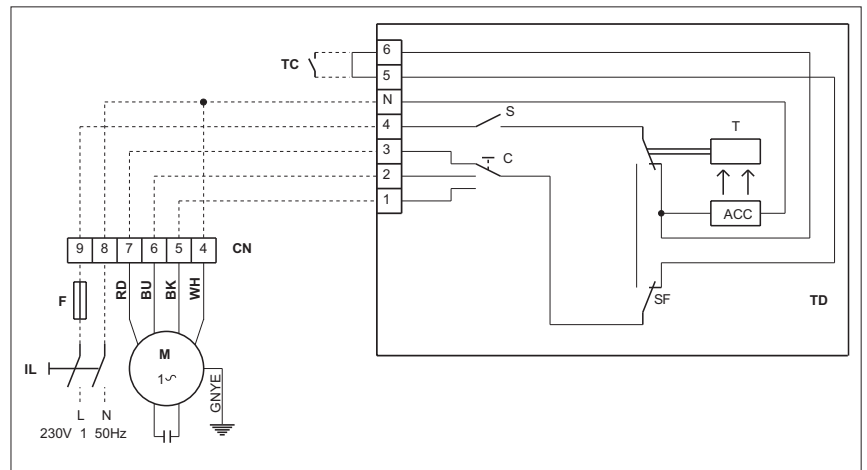 TC
6
5
N
4
3
2
1
S
C
T
ACC
SF
TD
9 8 7 6 5 4
CN
F
RD
BU
BK
WH
M
1~
GNYE
IL
L N
230V 1 50Hz